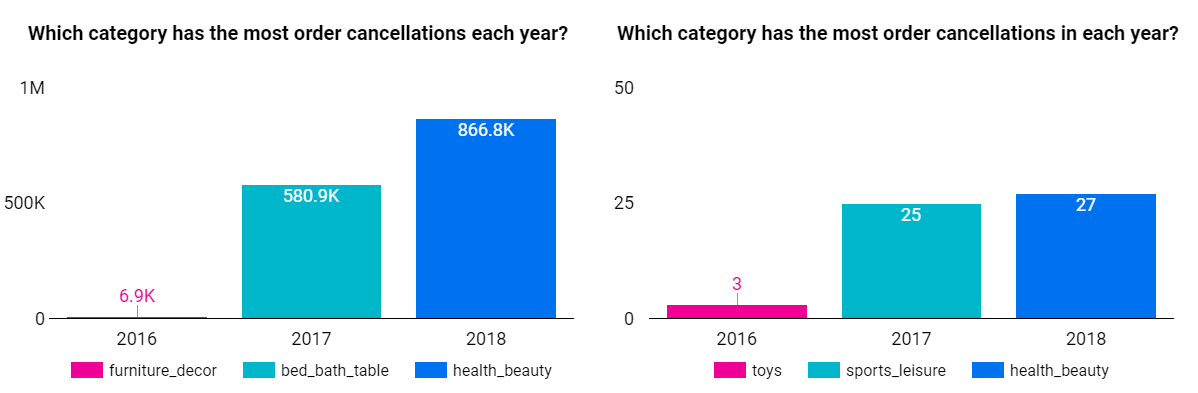 Which category has the most order cancellations each year?
1M
500K
0
6.9K
580.9K
866.8K
2016
2017
2018
furniture_decor
bed_bath_table
health_beauty
Which category has the most order cancellations in each year?
50
25
0
3
25
27
2016
2017
2018
toys
sports_leisure
health_beauty